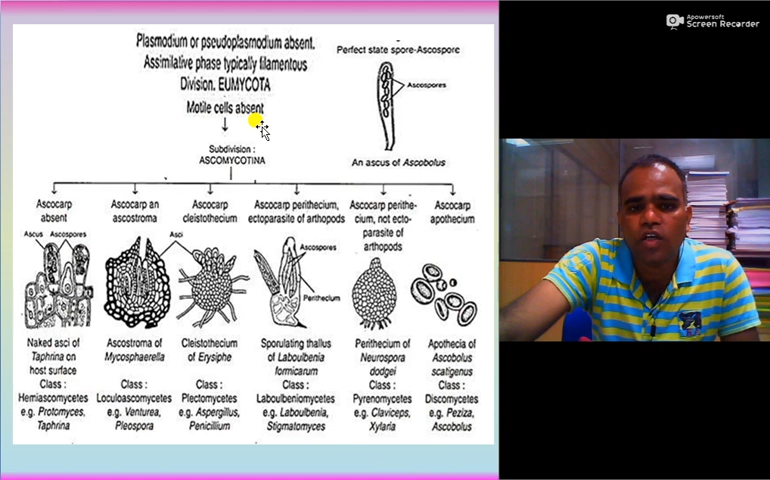 Plasmodium or pseudoplasmodium absent.
Assimilative phase typically filamentous
Division. EUMYCOTA
Motile cells absent
Subdivision :
ASCOMYCOTINA
Perfect state spore-Ascospore
Ascospores
An ascus of Ascobolus
Ascocarp
absent
Ascus
Ascospores
Naked asci of
Taphrina on
host surface
Class :
Hemiascomycetes
e.g. Protomyces,
Taphrina
Ascocarp an
ascostroma
Asci
Ascostroma of
Mycosphaerella
Class :
Loculoascomycetes
e.g. Venturea,
Pleospora
Ascocarp
cleistothecium
Cleistothecium
of Erysiphe
Class :
Plectomycetes
e.g. Aspergillus,
Penicillium
Ascocarp perithecium,
ectoparasite of arthopods
Ascospores
Perithecium
Sporulating thallus
of Laboulbenia
formicarum
Class :
Laboulbeniomycetes
e.g. Laboulbenia,
Stigmatomyces
Ascocarp perithe-
cium, not ecto-
parasite of
arthopods
Perithecium of
Neurospora
dodgei
Class :
Pyrenomycetes
e.g. Claviceps,
Xylaria
Ascocarp
apothecium
Apothecia of
Ascobolus
scatigenus
Class:
Discomycetes
e.g. Peziza,
Ascobolus
Apowersoft
Screen Recorder